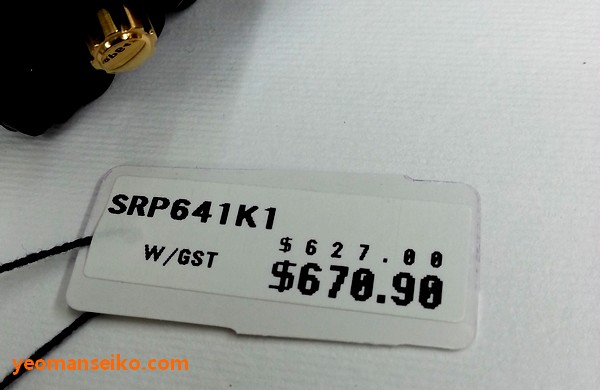 SRP641K1
$627.00
W/GST
$670.90
yeomanseiko.com